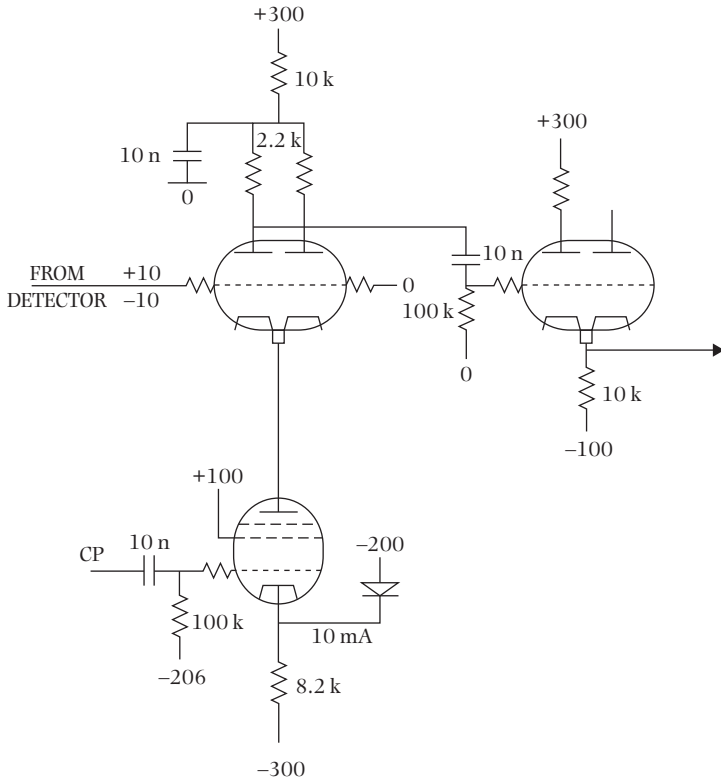 +300
10 k
+300
2.2 k
10 n
0
10 n
FROM +10
0
DETECTOR –10
100 k
0
10 k
–100
+100
–200
10 n
CP
100 k
10 mA
–206
8.2 k
–300